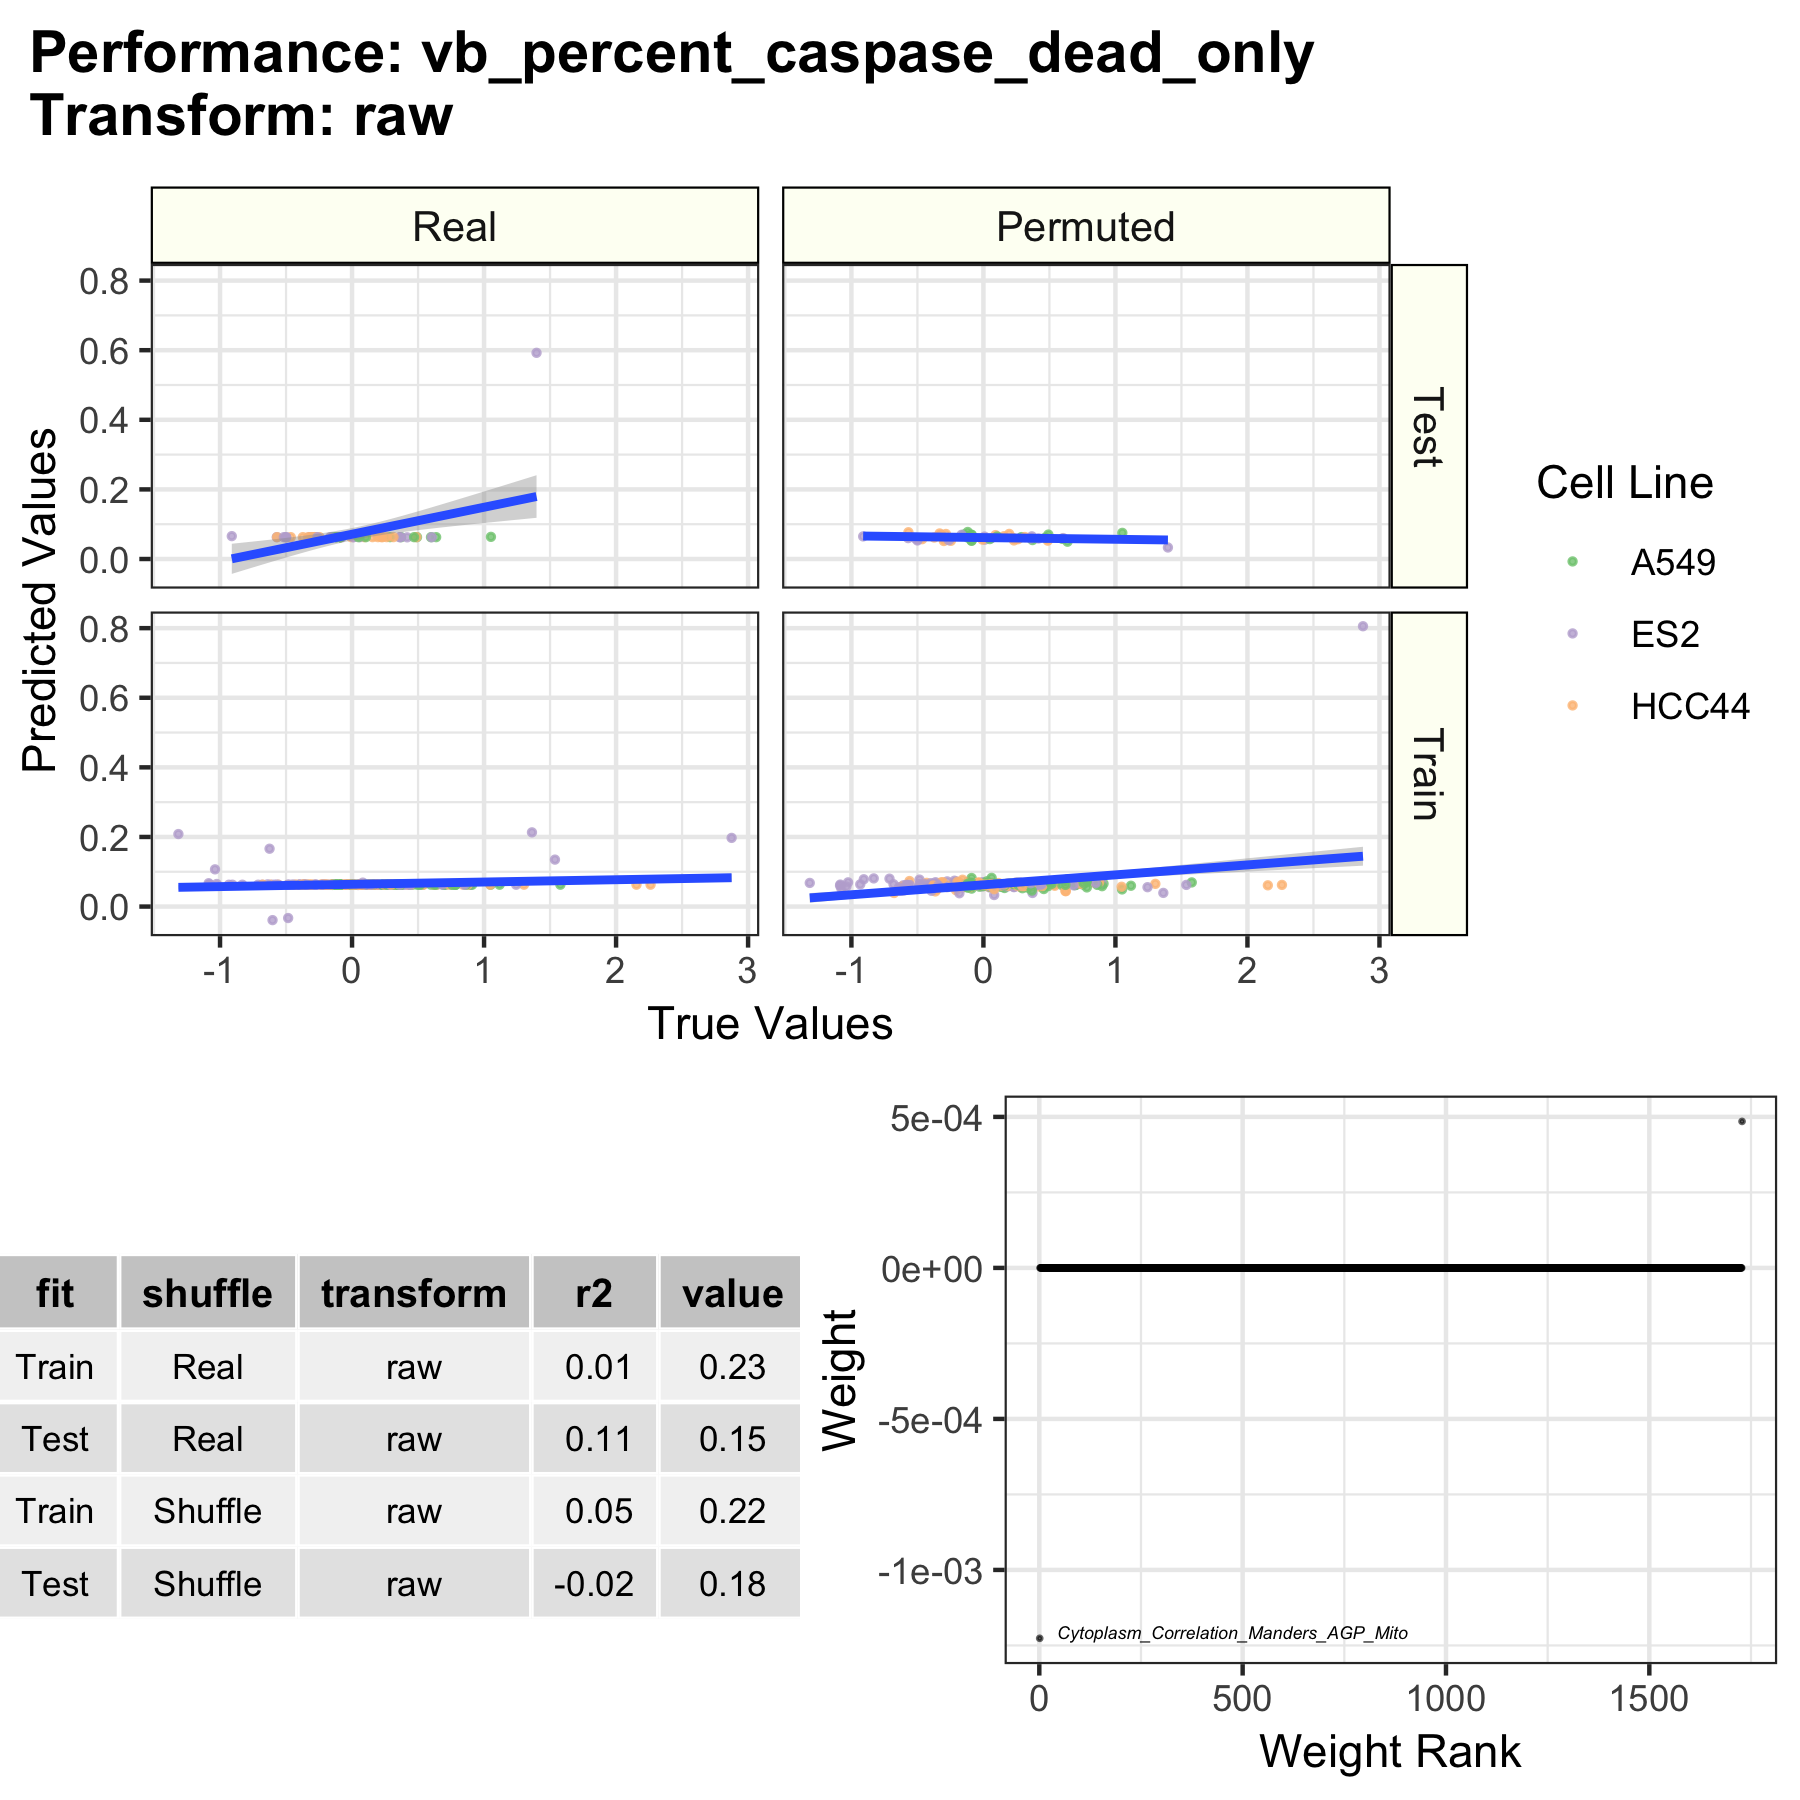 Performance: vb_percent_caspase_dead_only
Transform: raw
Real
Permuted
0.8
0.6
0.4
0.2
0.0
Test
0.8
0.6
0.4
0.2
0.0
Train
Predicted Values
-1
0
1
2
3
-1
0
1
2
3
True Values
Cell Line
A549
ES2
HCC44
fit shuffle transform r2 value
Train Real raw 0.01 0.23
Test Real raw 0.11 0.15
Train Shuffle raw 0.05 0.22
Test Shuffle raw -0.02 0.18
Weight
5e-04
0e+00
-5e-04
-1e-03
Cytoplasm_Correlation_Manders_AGP_Mito
0
500
1000
1500
Weight Rank